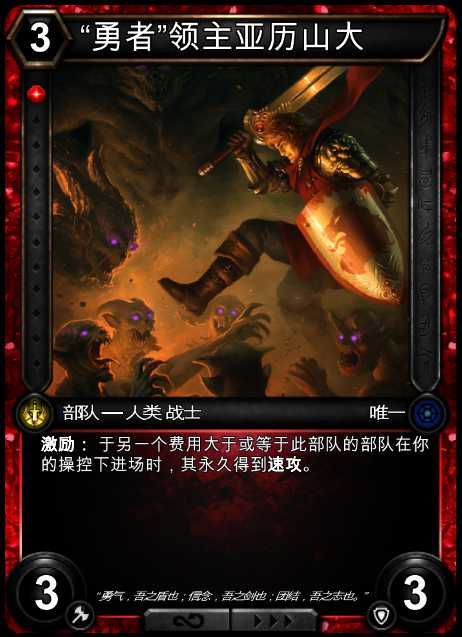 3
“勇者”领主亚历山大
部队 — 人类 战士
唯一
激励： 于另一个费用大于或等于此部队的部队在你
的操控下进场时，其永久得到速攻。
“勇气，吾之盾也；信念，吾之剑也；团结，吾之志也。”
3
3